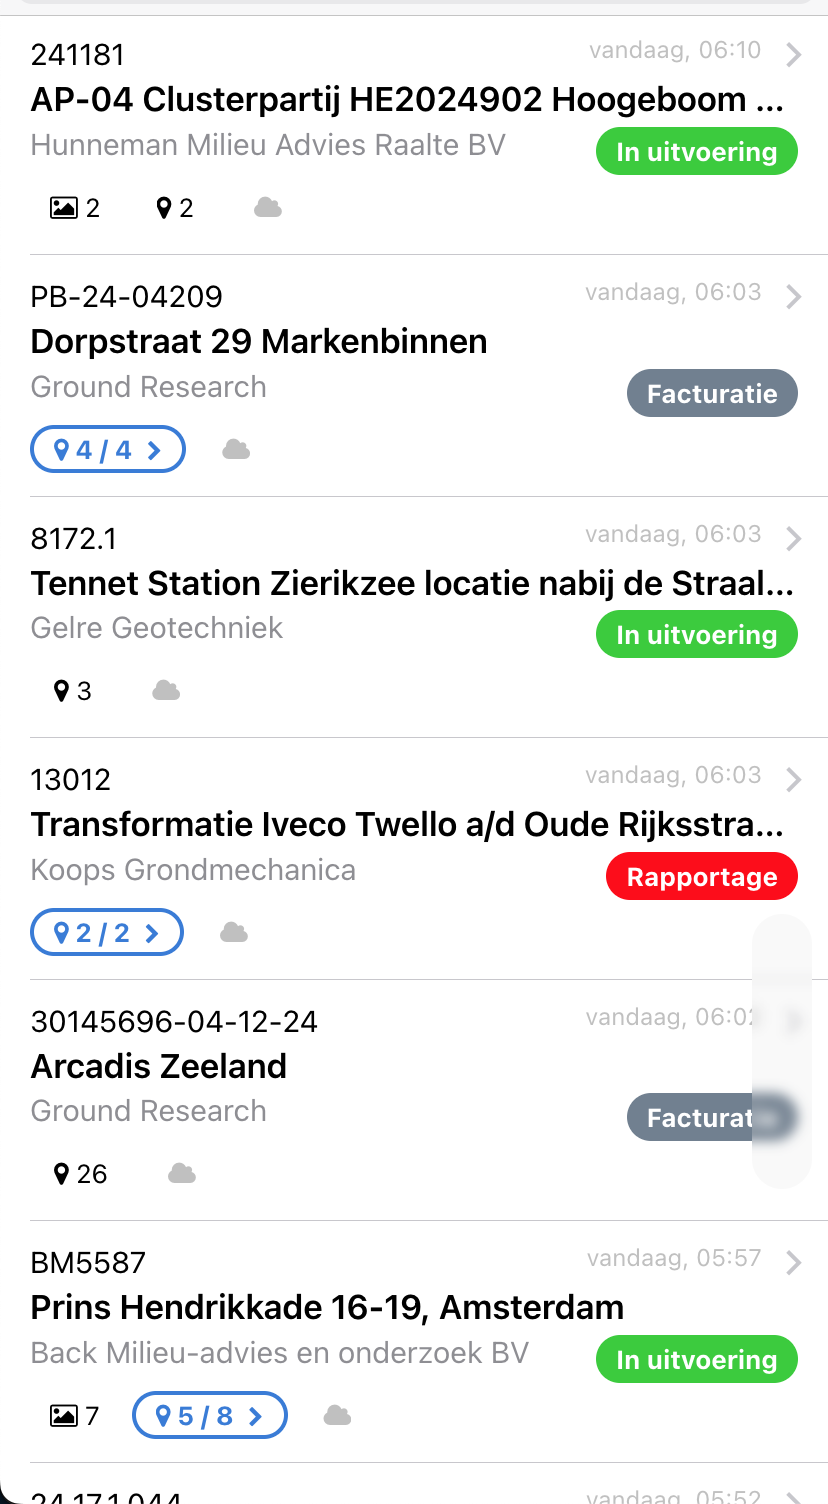 241181
vandaag, 06:10
AP-04 Clusterpartij HE2024902 Hoogeboom ...
Hunneman Milieu Advies Raalte BV
In uitvoering
2
2
PB-24-04209
vandaag, 06:03
Dorpstraat 29 Markenbinnen
Ground Research
Facturatie
4 / 4
8172.1
vandaag, 06:03
Tennet Station Zierikzee locatie nabij de Straal...
Gelre Geotechniek
In uitvoering
3
13012
vandaag, 06:03
Transformatie Iveco Twello a/d Oude Rijksstra...
Koops Grondmechanica
Rapportage
2 / 2
30145696-04-12-24
vandaag, 06:02
Arcadis Zeeland
Ground Research
Facturatie
26
BM5587
vandaag, 05:57
Prins Hendrikkade 16-19, Amsterdam
Back Milieu-advies en onderzoek BV
In uitvoering
7
5 / 8
vandaag, 05:52